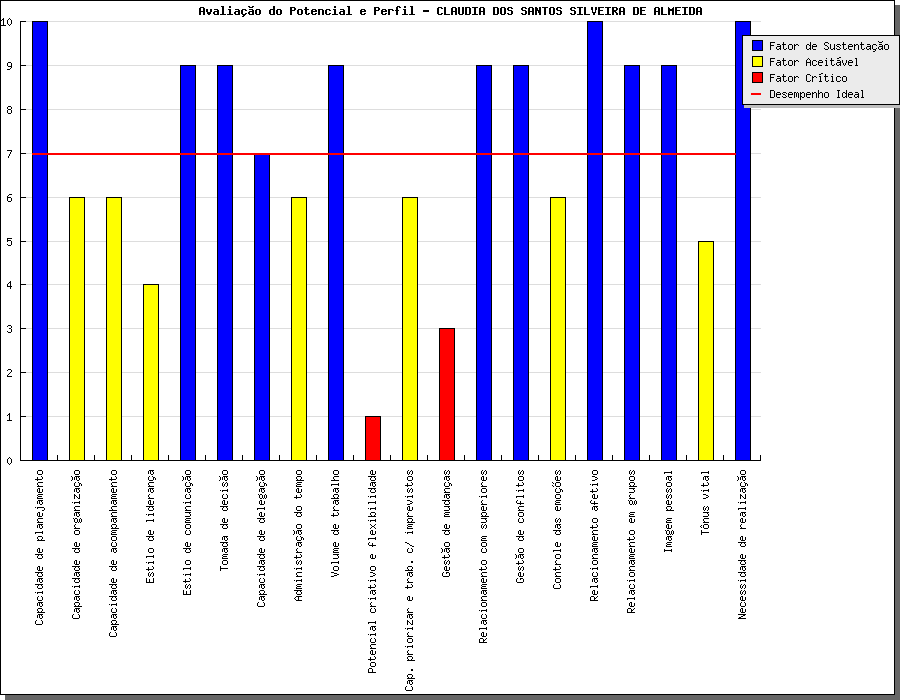 Avaliação do Potencial e Perfil - CLAUDIA DOS SANTOS SILVEIRA DE ALMEIDA
Fator de Sustentação
Fator Aceitável
Fator Crítico
Desempenho Ideal
10
9
8
7
6
5
4
3
2
1
0
Capacidade de planejamento
Capacidade de organização
Capacidade de acompanhamento
Estilo de liderança
Estilo de comunicação
Tomada de decisão
Capacidade de delegação
Administração do tempo
Volume de trabalho
Potencial criativo e flexibilidade
Cap. priorizar e trab. c/ imprevistos
Gestão de mudanças
Relacionamento com superiores
Gestão de conflitos
Controle das emoções
Relacionamento afetivo
Relacionamento em grupos
Imagem pessoal
Tônus vital
Necessidade de realização